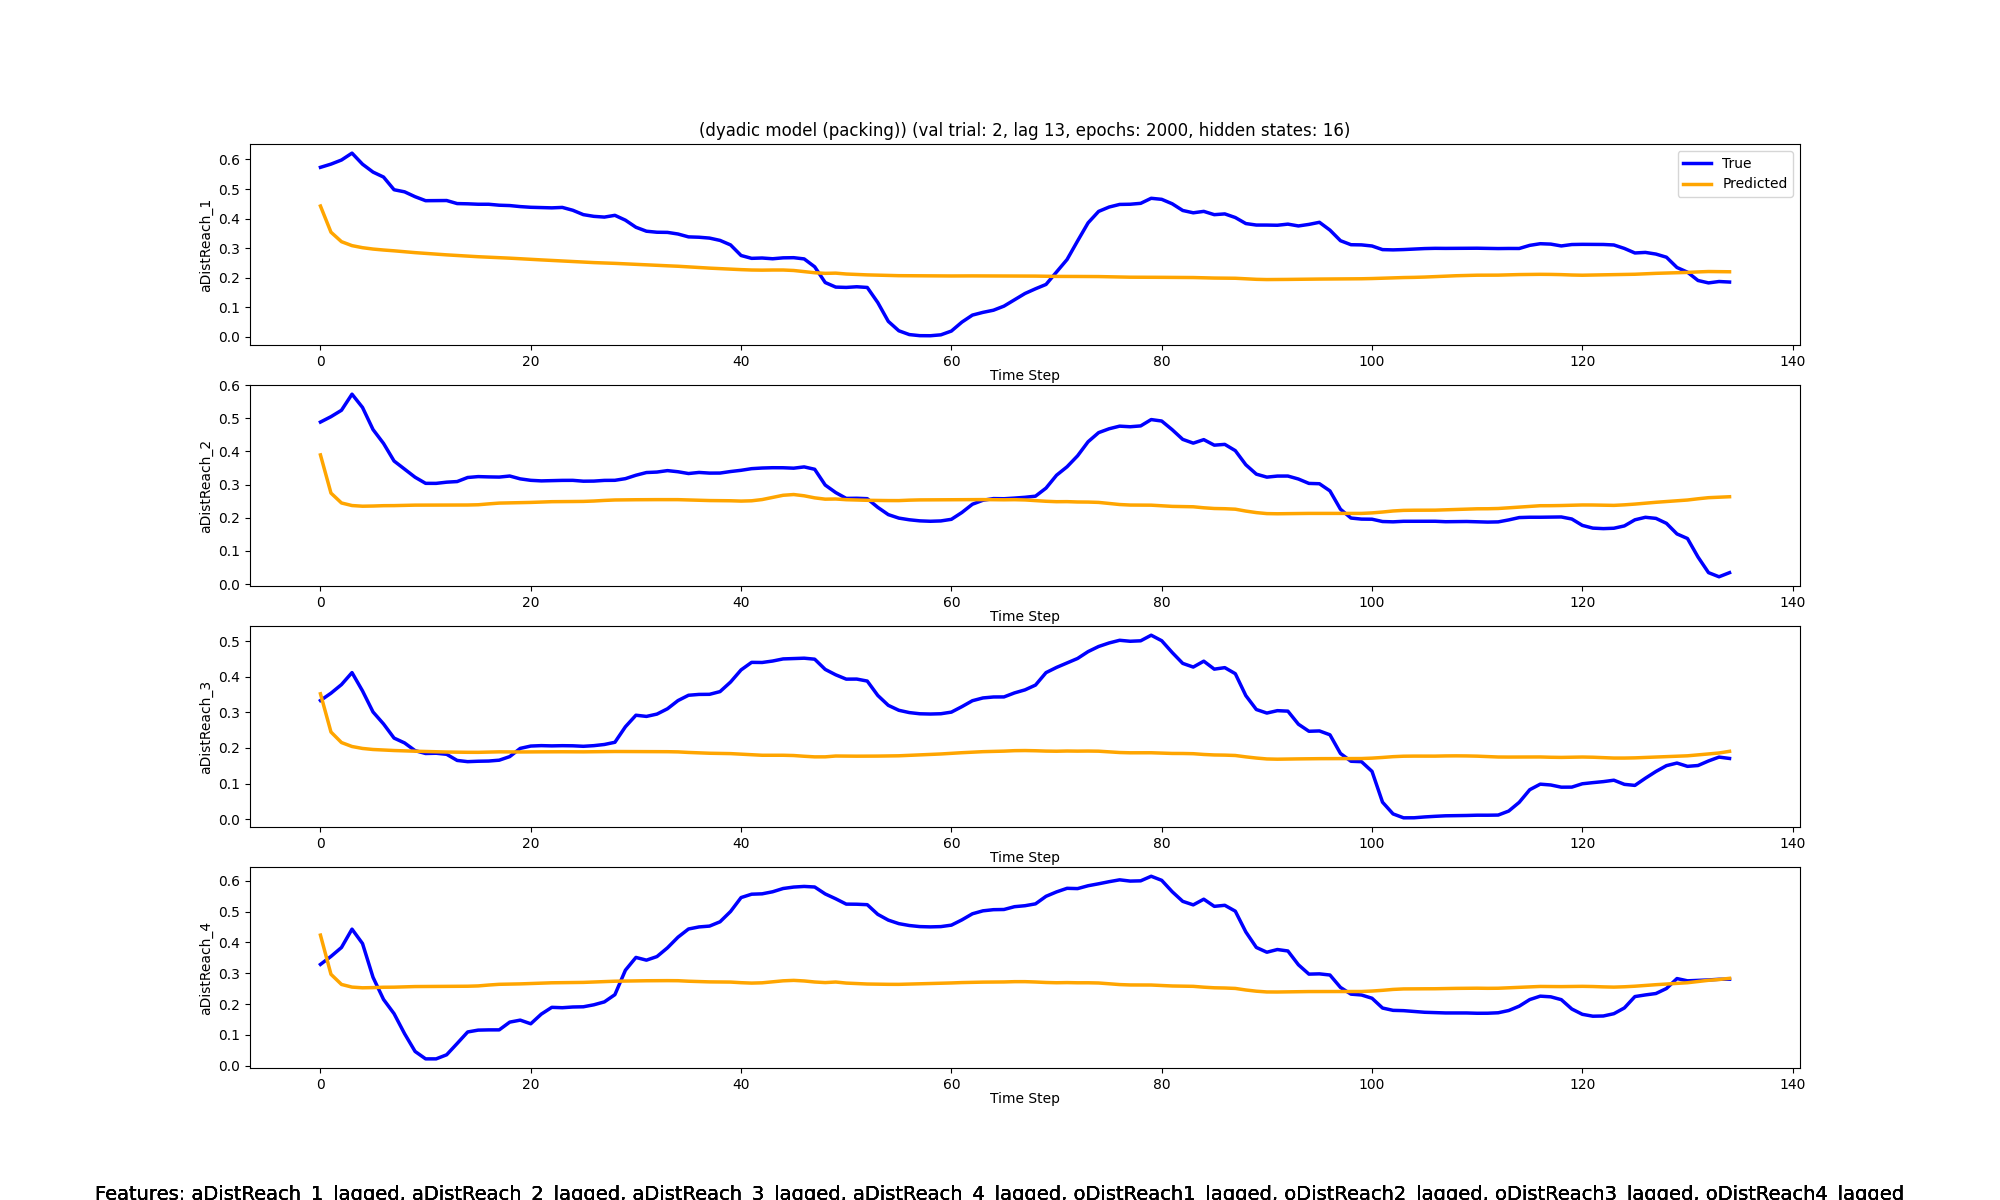 (dyadic model (packing)) (val trial: 2, lag 13, epochs: 2000, hidden states: 16)
True
Predicted
aDistReach_1
0.6
0.5
0.4
0.3
0.2
0.1
0.0
0 20 40 60 80 100 120 140
Time Step
aDistReach_2
0.6
0.5
0.4
0.3
0.2
0.1
0.0
0 20 40 60 80 100 120 140
Time Step
aDistReach_3
0.5
0.4
0.3
0.2
0.1
0.0
0 20 40 60 80 100 120 140
Time Step
aDistReach_4
0.6
0.5
0.4
0.3
0.2
0.1
0.0
0 20 40 60 80 100 120 140
Time Step
Features: aDistReach_1_lagged, aDistReach_2_lagged, aDistReach_3_lagged, aDistReach_4_lagged, oDistReach1_lagged, oDistReach2_lagged, oDistReach3_lagged, oDistReach4_lagged